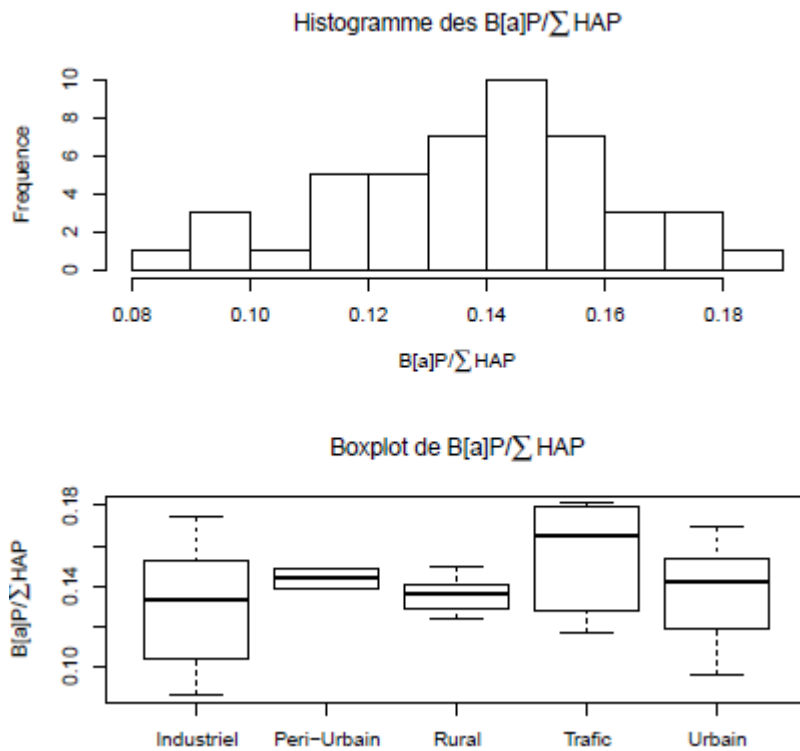 Histogramme des B[a]P/∑HAP
Frequence
10
8
6
4
2
0
0.08 0.10 0.12 0.14 0.16 0.18
B[a]P/∑HAP
Boxplot de B[a]P/∑HAP
B[a]P/∑HAP
0.18
0.14
0.10
Industriel Peri-Urbain Rural Trafic Urbain